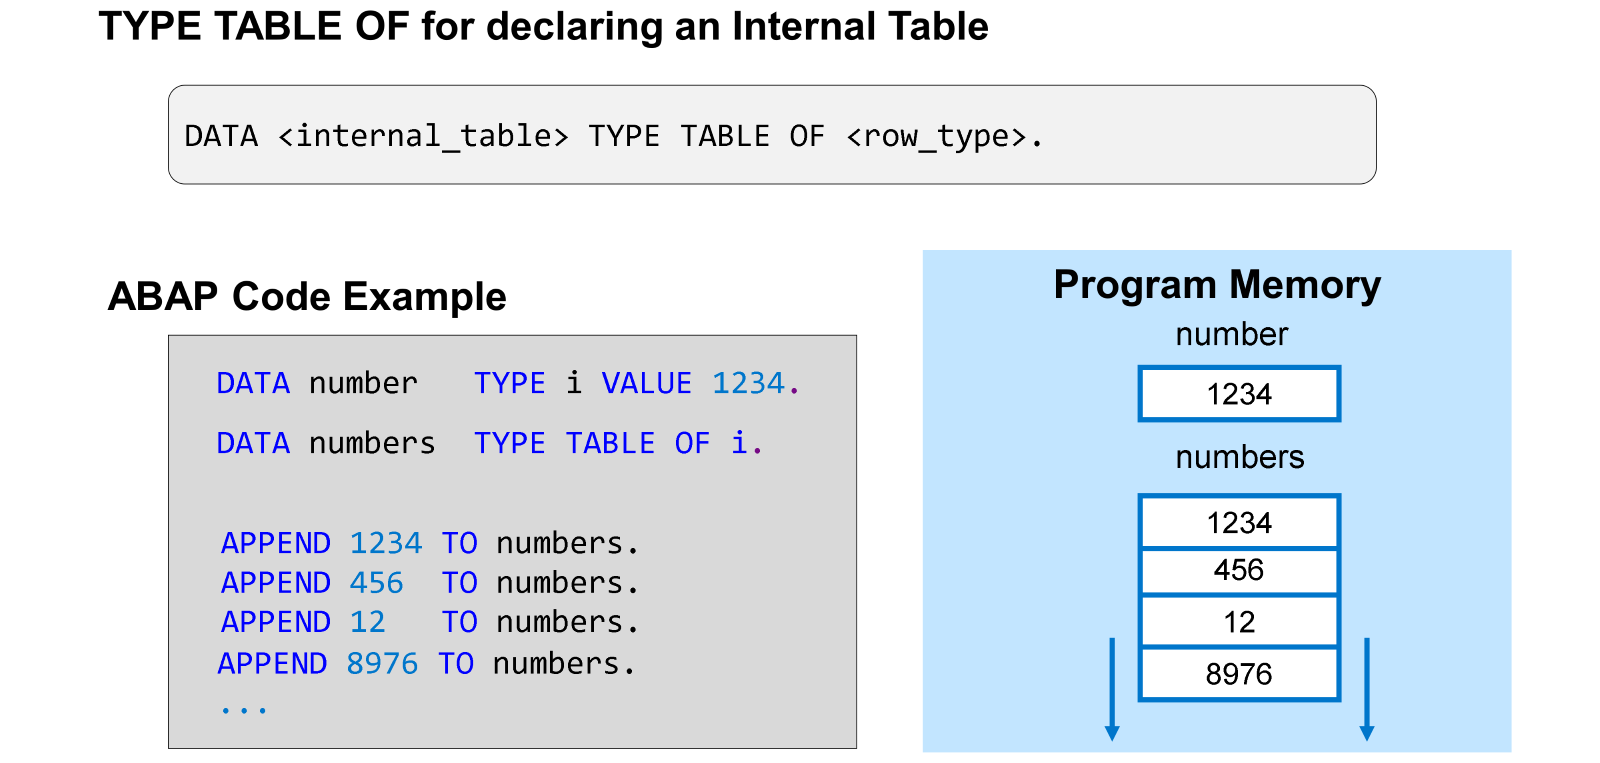 TYPE TABLE OF for declaring an Internal Table
DATA <internal_table> TYPE TABLE OF <row_type>.
ABAP Code Example
DATA number TYPE i VALUE 1234.
DATA numbers TYPE TABLE OF i.
APPEND 1234 TO numbers.
APPEND 456 TO numbers.
APPEND 12 TO numbers.
APPEND 8976 TO numbers.
...
Program Memory
number
1234
numbers
1234
456
12
8976